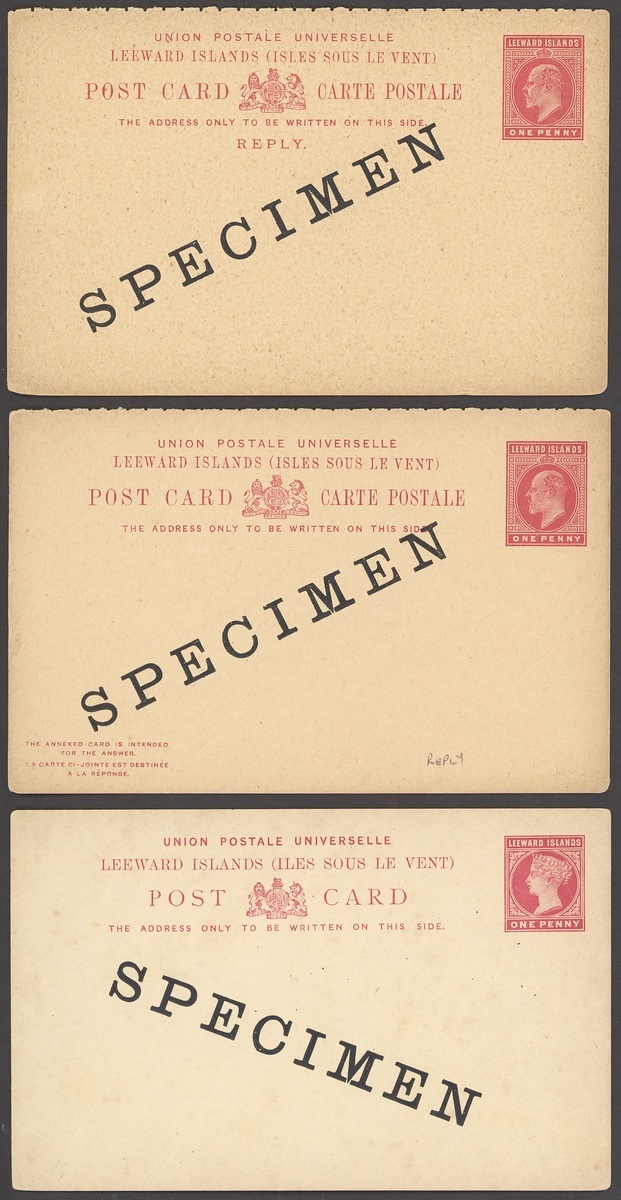 UNION POSTALE UNIVERSELLE
LEEWARD ISLANDS (ISLES SOUS LE VENT)
POST CARD CARTE POSTALE
THE ADDRESS ONLY TO BE WRITTEN ON THIS SIDE.
REPLY.
LEEWARD ISLANDS
ONE PENNY
SPECIMEN
UNION POSTALE UNIVERSELLE
LEEWARD ISLANDS (ISLES SOUS LE VENT)
POST CARD CARTE POSTALE
THE ADDRESS ONLY TO BE WRITTEN ON THIS SIDE.
LEEWARD ISLANDS
ONE PENNY
SPECIMEN
THE ANNEXED CARD IS INTENDED
FOR THE ANSWER.
LA CARTE CI-JOINTE EST DESTINÉE
A LA RÉPONSE.
REPLY
UNION POSTALE UNIVERSELLE
LEEWARD ISLANDS (ILES SOUS LE VENT)
POST CARD
THE ADDRESS ONLY TO BE WRITTEN ON THIS SIDE.
LEEWARD ISLANDS
ONE PENNY
SPECIMEN